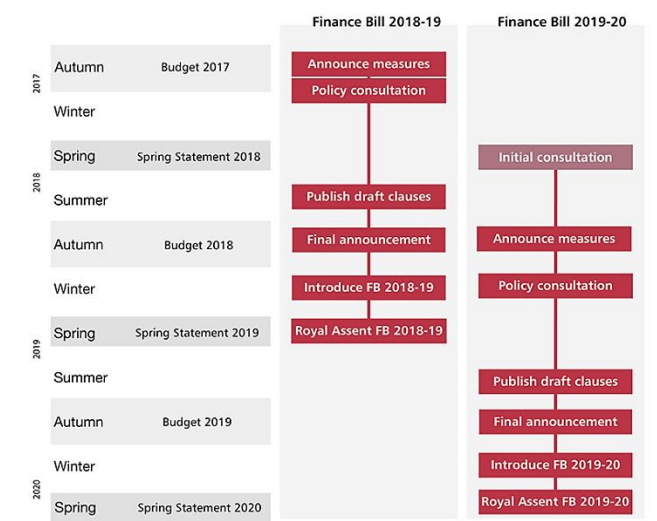 Finance Bill 2018-19 Finance Bill 2019-20
2017
Autumn Budget 2017 Announce measures
Policy consultation
Winter
2018
Spring Spring Statement 2018 Initial consultation
Summer Publish draft clauses
Autumn Budget 2018 Final announcement Announce measures
Winter Introduce FB 2018-19 Policy consultation
2019
Spring Spring Statement 2019 Royal Assent FB 2018-19
Summer Publish draft clauses
Autumn Budget 2019 Final announcement
Winter Introduce FB 2019-20
2020
Spring Spring Statement 2020 Royal Assent FB 2019-20